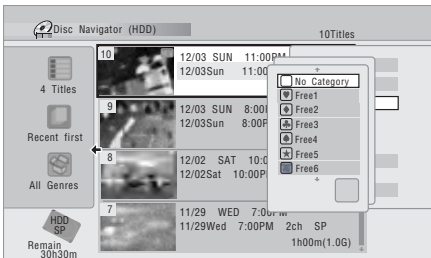 Disc Navigator (HDD)
10Titles
4 Titles
Recent first
All Genres
HDD
SP
Remain
30h30m
10
12/03 SUN 11:00PM
12/03Sun 11:00
9
12/03 SUN 8:00
12/03Sun 8:00P
8
12/02 SAT 10:0
12/02Sat 10:00P
7
11/29 WED 7:00PM
11/29Wed 7:00PM 2ch SP
1h00m(1.0G)
No Category
Free1
Free2
Free3
Free4
Free5
Free6